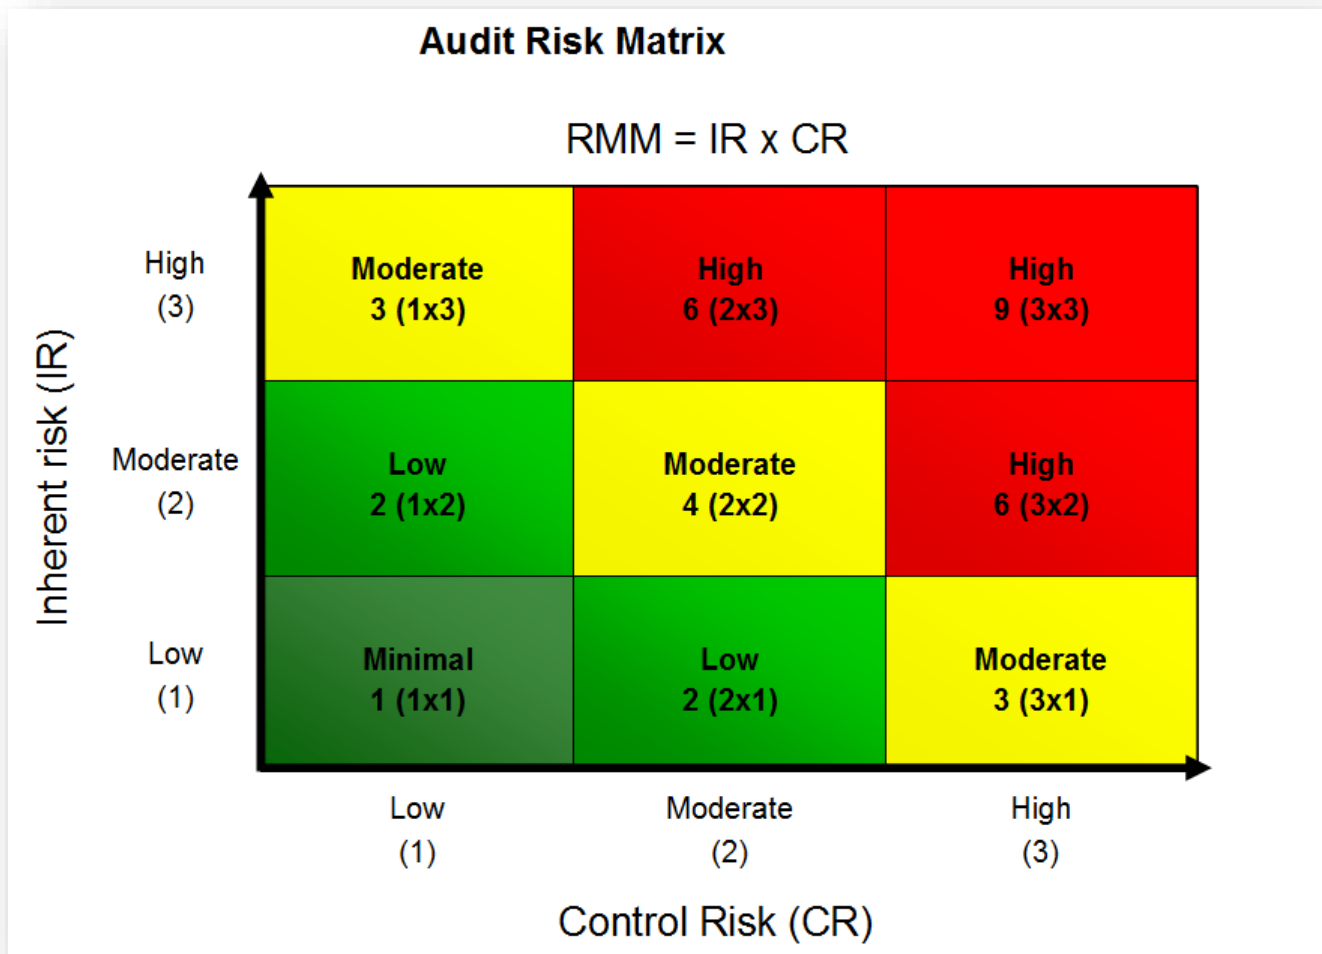 Audit Risk Matrix
RMM = IR x CR
Inherent risk (IR)
High
(3)
Moderate
3 (1x3)
High
6 (2x3)
High
9 (3x3)
Moderate
(2)
Low
2 (1x2)
Moderate
4 (2x2)
High
6 (3x2)
Low
(1)
Minimal
1 (1x1)
Low
2 (2x1)
Moderate
3 (3x1)
Low
(1)
Moderate
(2)
High
(3)
Control Risk (CR)